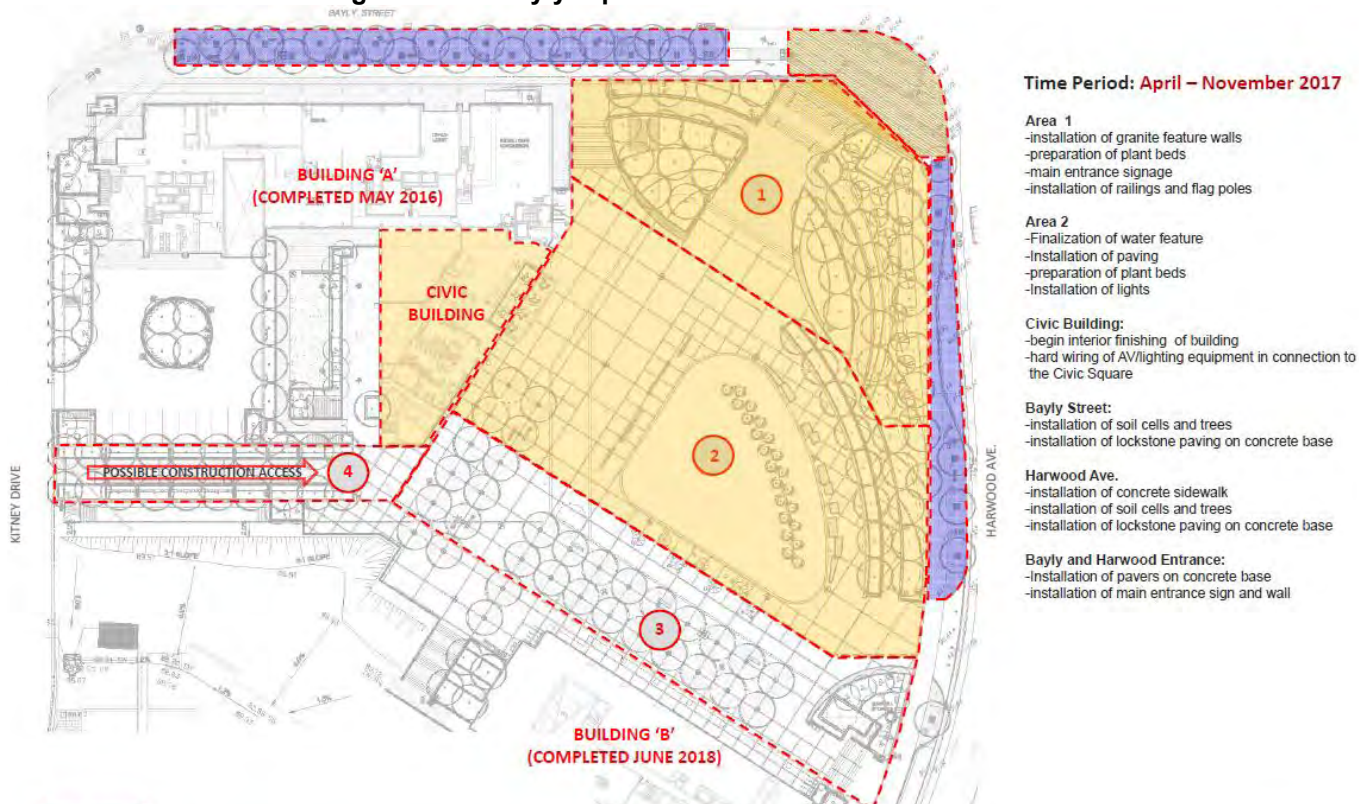 BAYLY STREET
Time Period: April – November 2017
Area 1
-installation of granite feature walls
-preparation of plant beds
-main entrance signage
-installation of railings and flag poles
Area 2
-Finalization of water feature
-Installation of paving
-preparation of plant beds
-Installation of lights
Civic Building:
-begin interior finishing of building
-hard wiring of AV/lighting equipment in connection to
the Civic Square
Bayly Street:
-installation of soil cells and trees
-installation of lockstone paving on concrete base
Harwood Ave.
-installation of concrete sidewalk
-installation of soil cells and trees
-installation of lockstone paving on concrete base
Bayly and Harwood Entrance:
-Installation of pavers on concrete base
-installation of main entrance sign and wall
BUILDING 'A'
(COMPLETED MAY 2016)
1
CIVIC
BUILDING
2
POSSIBLE CONSTRUCTION ACCESS
4
KITNEY DRIVE
HARWOOD AVE.
3:1 SLOPE
3:1 SLOPE
3
BUILDING 'B'
(COMPLETED JUNE 2018)